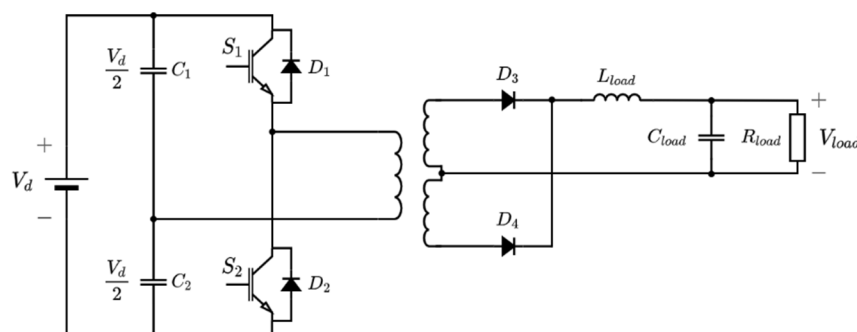 V_d
+
−
V_d/2
C_1
V_d/2
C_2
S_1
D_1
S_2
D_2
D_3
D_4
L_load
C_load
R_load
+
V_load
−